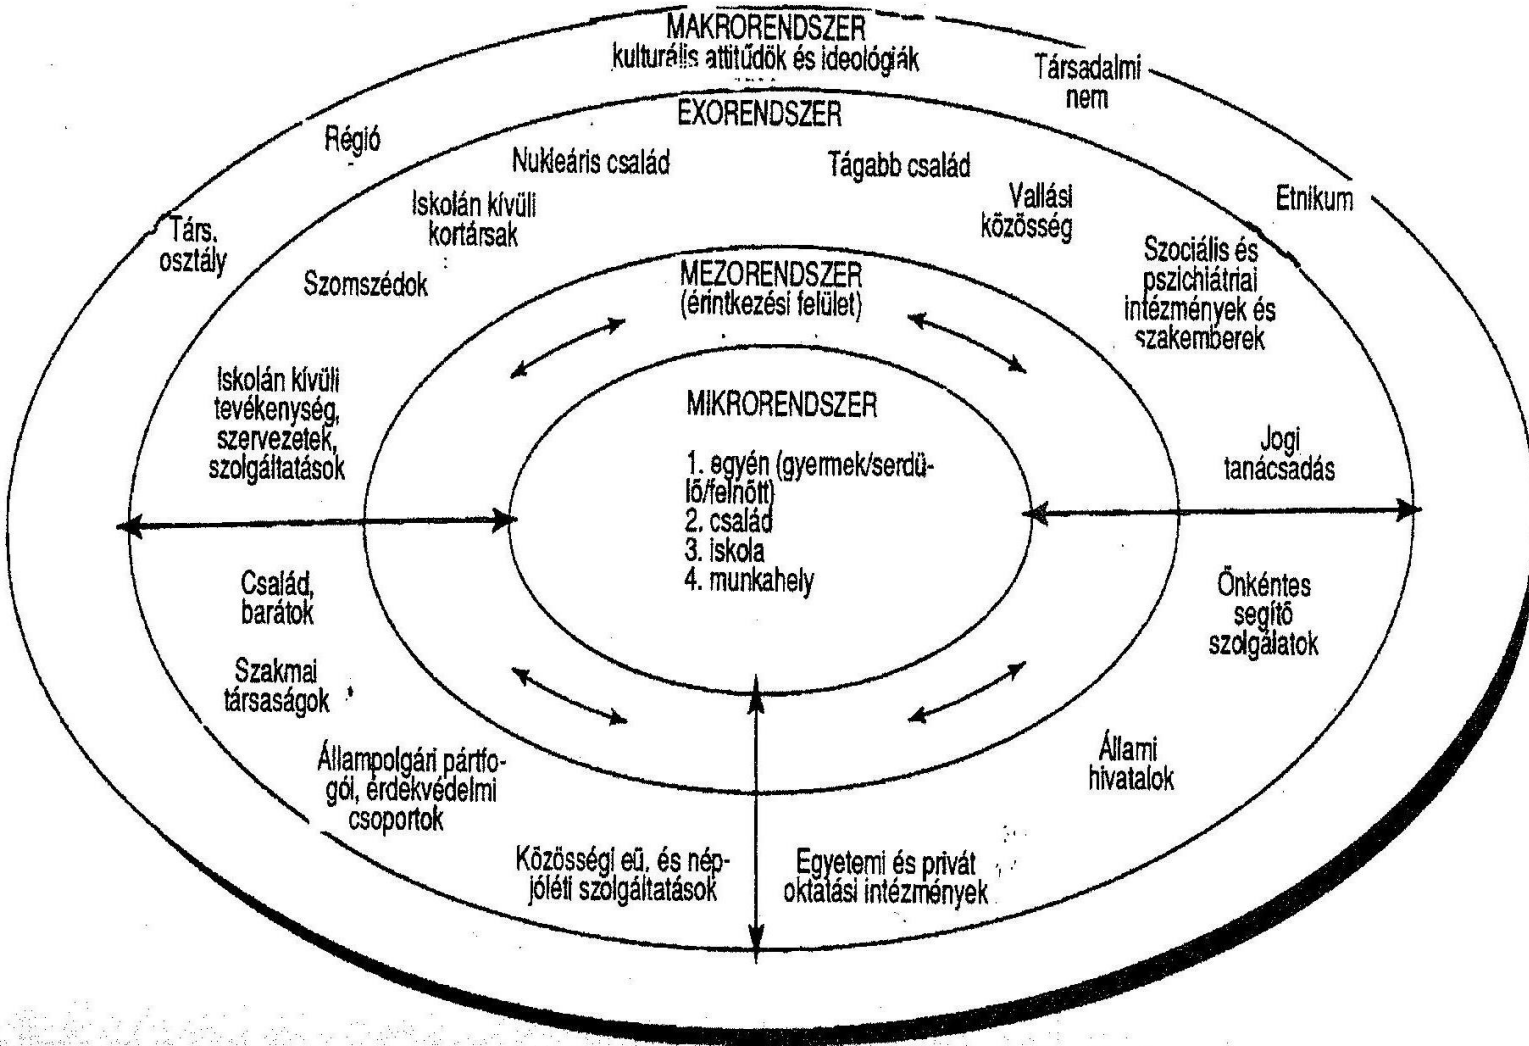 MAKRORENDSZER
kulturális attitűdök és ideológiák
Társadalmi
nem
Régió
Etnikum
Társ.
osztály
EXORENDSZER
Nukleáris család
Tágabb család
Iskolán kívüli
kortársak
Vallási
közösség
Szomszédok
Szociális és
pszichiátriai
intézmények és
szakemberek
Iskolán kívüli
tevékenység,
szervezetek,
szolgáltatások
Jogi
tanácsadás
Család,
barátok
Önkéntes
segítő
szolgálatok
Szakmai
társaságok
Állampolgári pártfo-
gói, érdekvédelmi
csoportok
Állami
hivatalok
Közösségi eü. és nép-
jóléti szolgáltatások
Egyetemi és privát
oktatási intézmények
MEZORENDSZER
(érintkezési felület)
MIKRORENDSZER
1. egyén (gyermek/serdü-
lő/felnőtt)
2. család
3. iskola
4. munkahely